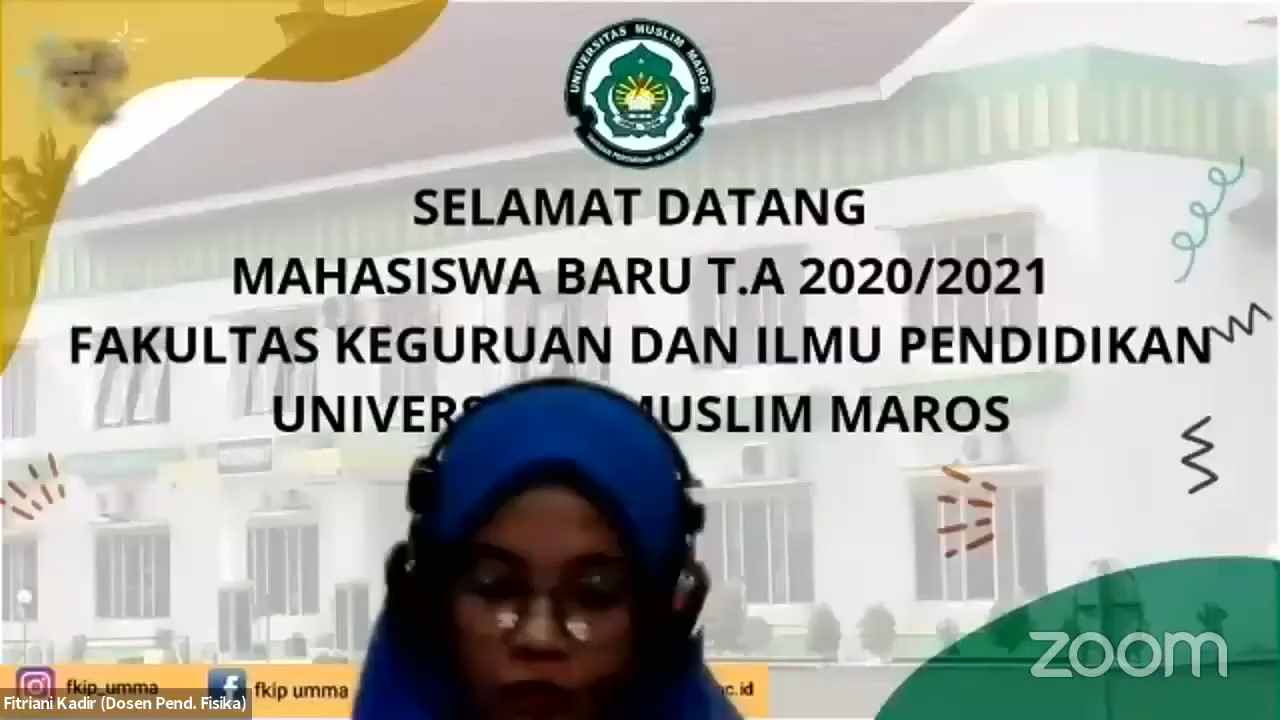 UNIVERSITAS MUSLIM MAROS
SELAMAT DATANG
MAHASISWA BARU T.A 2020/2021
FAKULTAS KEGURUAN DAN ILMU PENDIDIKAN
UNIVERS MUSLIM MAROS
zoom
fkip_umma
fkip umma
c.id
Fitriani Kadir (Dosen Pend. Fisika)